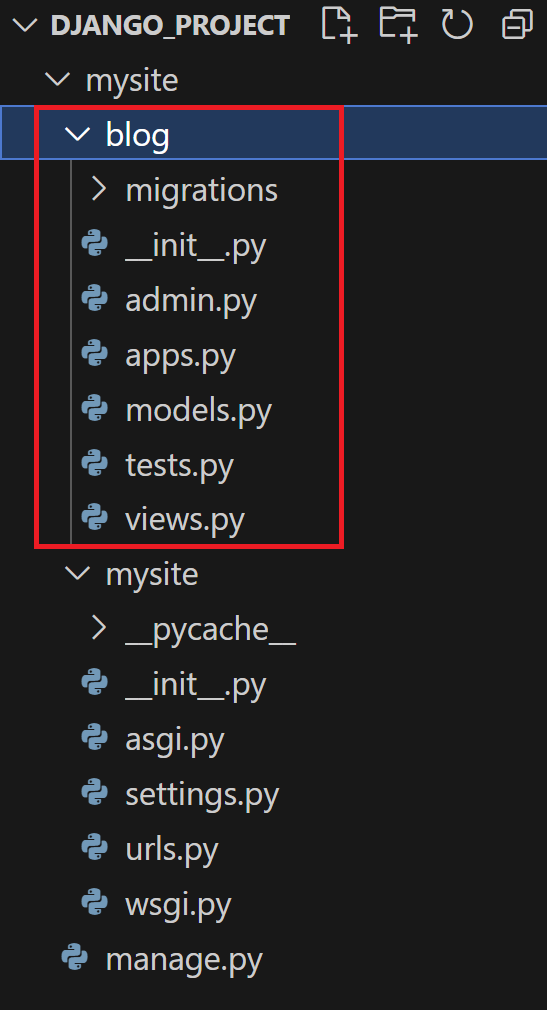 DJANGO_PROJECT
mysite
blog
migrations
__init__.py
admin.py
apps.py
models.py
tests.py
views.py
mysite
__pycache__
__init__.py
asgi.py
settings.py
urls.py
wsgi.py
manage.py